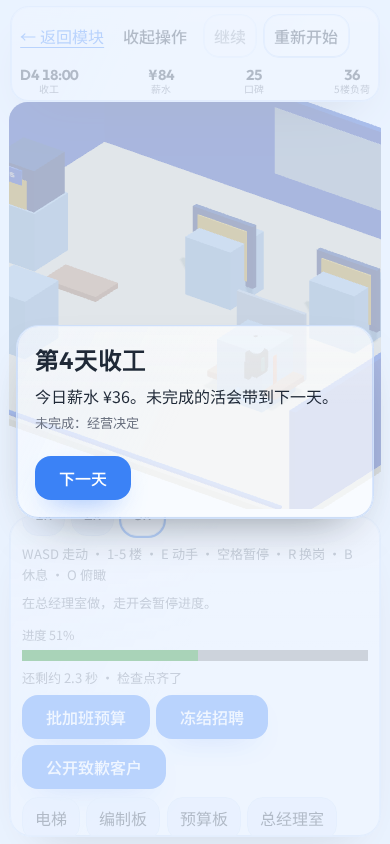 ← 返回模块 收起操作 继续 重新开始
D4 18:00 ¥84 25 36
收工 薪水 口碑 5楼负荷
第4天收工
今日薪水 ¥36。未完成的活会带到下一天。
未完成：经营决定
下一天
WASD 走动 · 1-5 楼 · E 动手 · 空格暂停 · R 换岗 · B
休息 · O 俯瞰
在总经理室做，走开会暂停进度。
进度 51%
还剩约 2.3 秒 · 检查点齐了
批加班预算 冻结招聘
公开致歉客户
电梯 编制板 预算板 总经理室